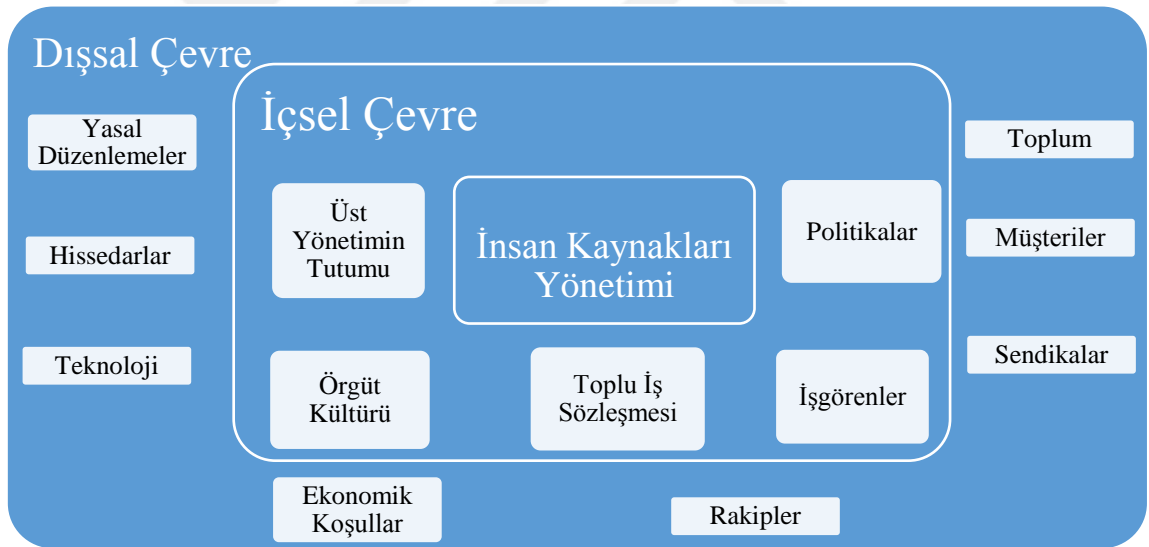 Dışsal Çevre
İçsel Çevre
Yasal
Düzenlemeler
Hissedarlar
Teknoloji
Üst
Yönetimin
Tutumu
İnsan Kaynakları
Yönetimi
Politikalar
Örgüt
Kültürü
Toplu İş
Sözleşmesi
İşgörenler
Toplum
Müşteriler
Sendikalar
Ekonomik
Koşullar
Rakipler